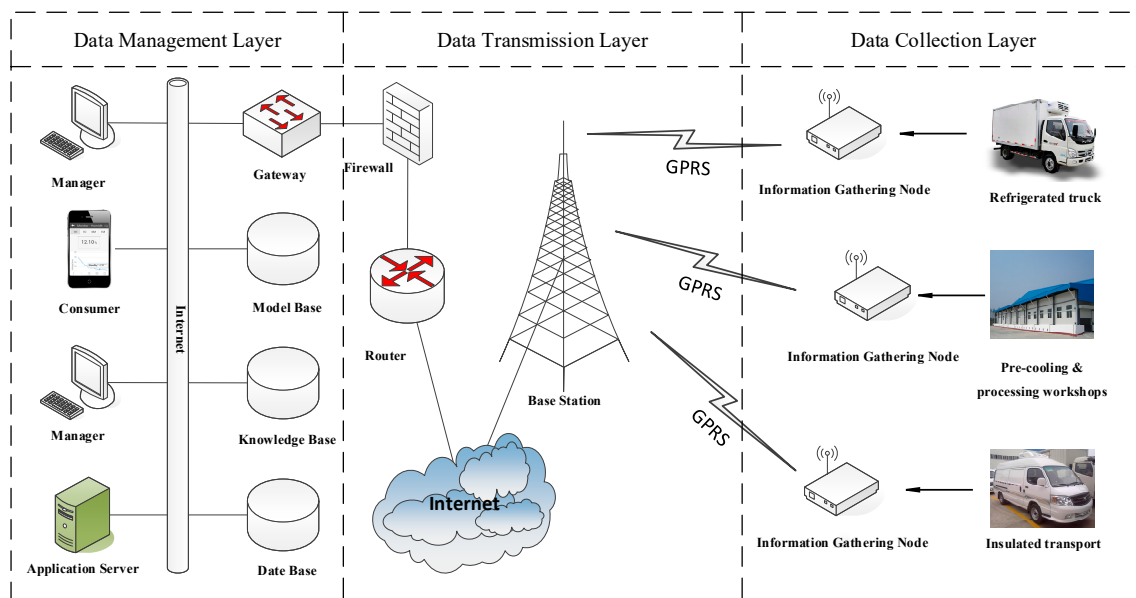 Data Management Layer
Data Transmission Layer
Data Collection Layer
Manager
Gateway
Firewall
GPRS
Information Gathering Node
Refrigerated truck
Consumer
Model Base
Internet
Router
GPRS
Information Gathering Node
Pre-cooling &
processing workshops
Manager
Knowledge Base
Base Station
GPRS
Internet
Application Server
Date Base
Information Gathering Node
Insulated transport
12.10